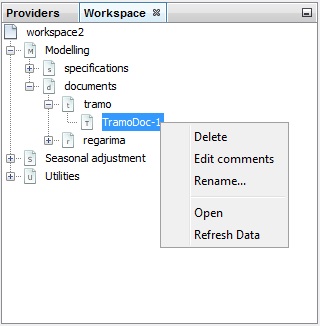 Providers Workspace
workspace2
Modelling
s specifications
d documents
t tramo
T TramoDoc-1
r regarima
S Seasonal adjustment
U Utilities
Delete
Edit comments
Rename...
Open
Refresh Data